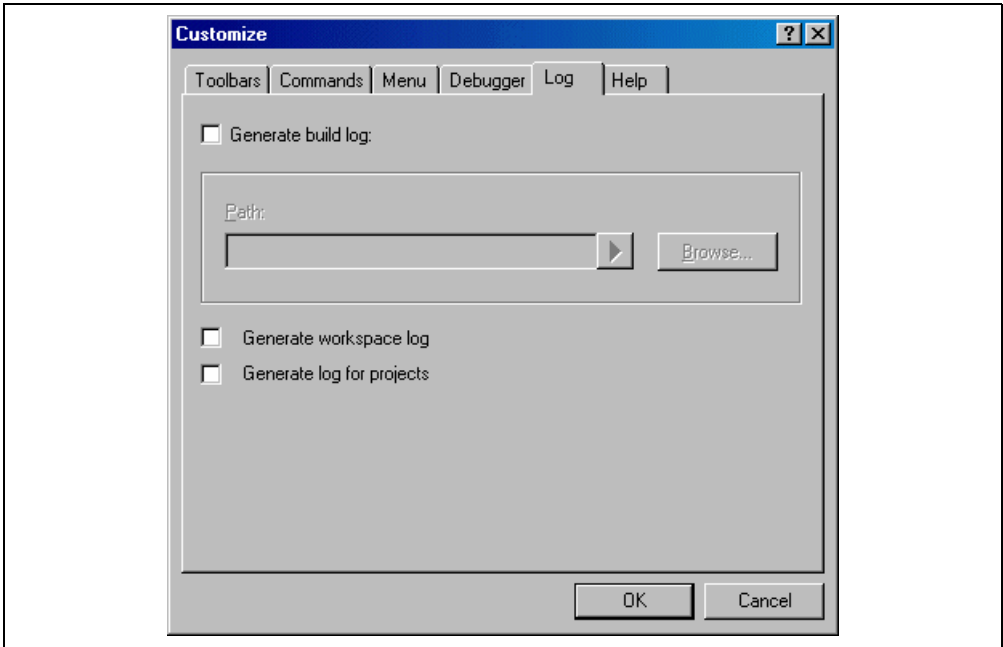 Customize
Toolbars Commands Menu Debugger Log Help
Generate build log:
Path:
Browse...
Generate workspace log
Generate log for projects
OK Cancel